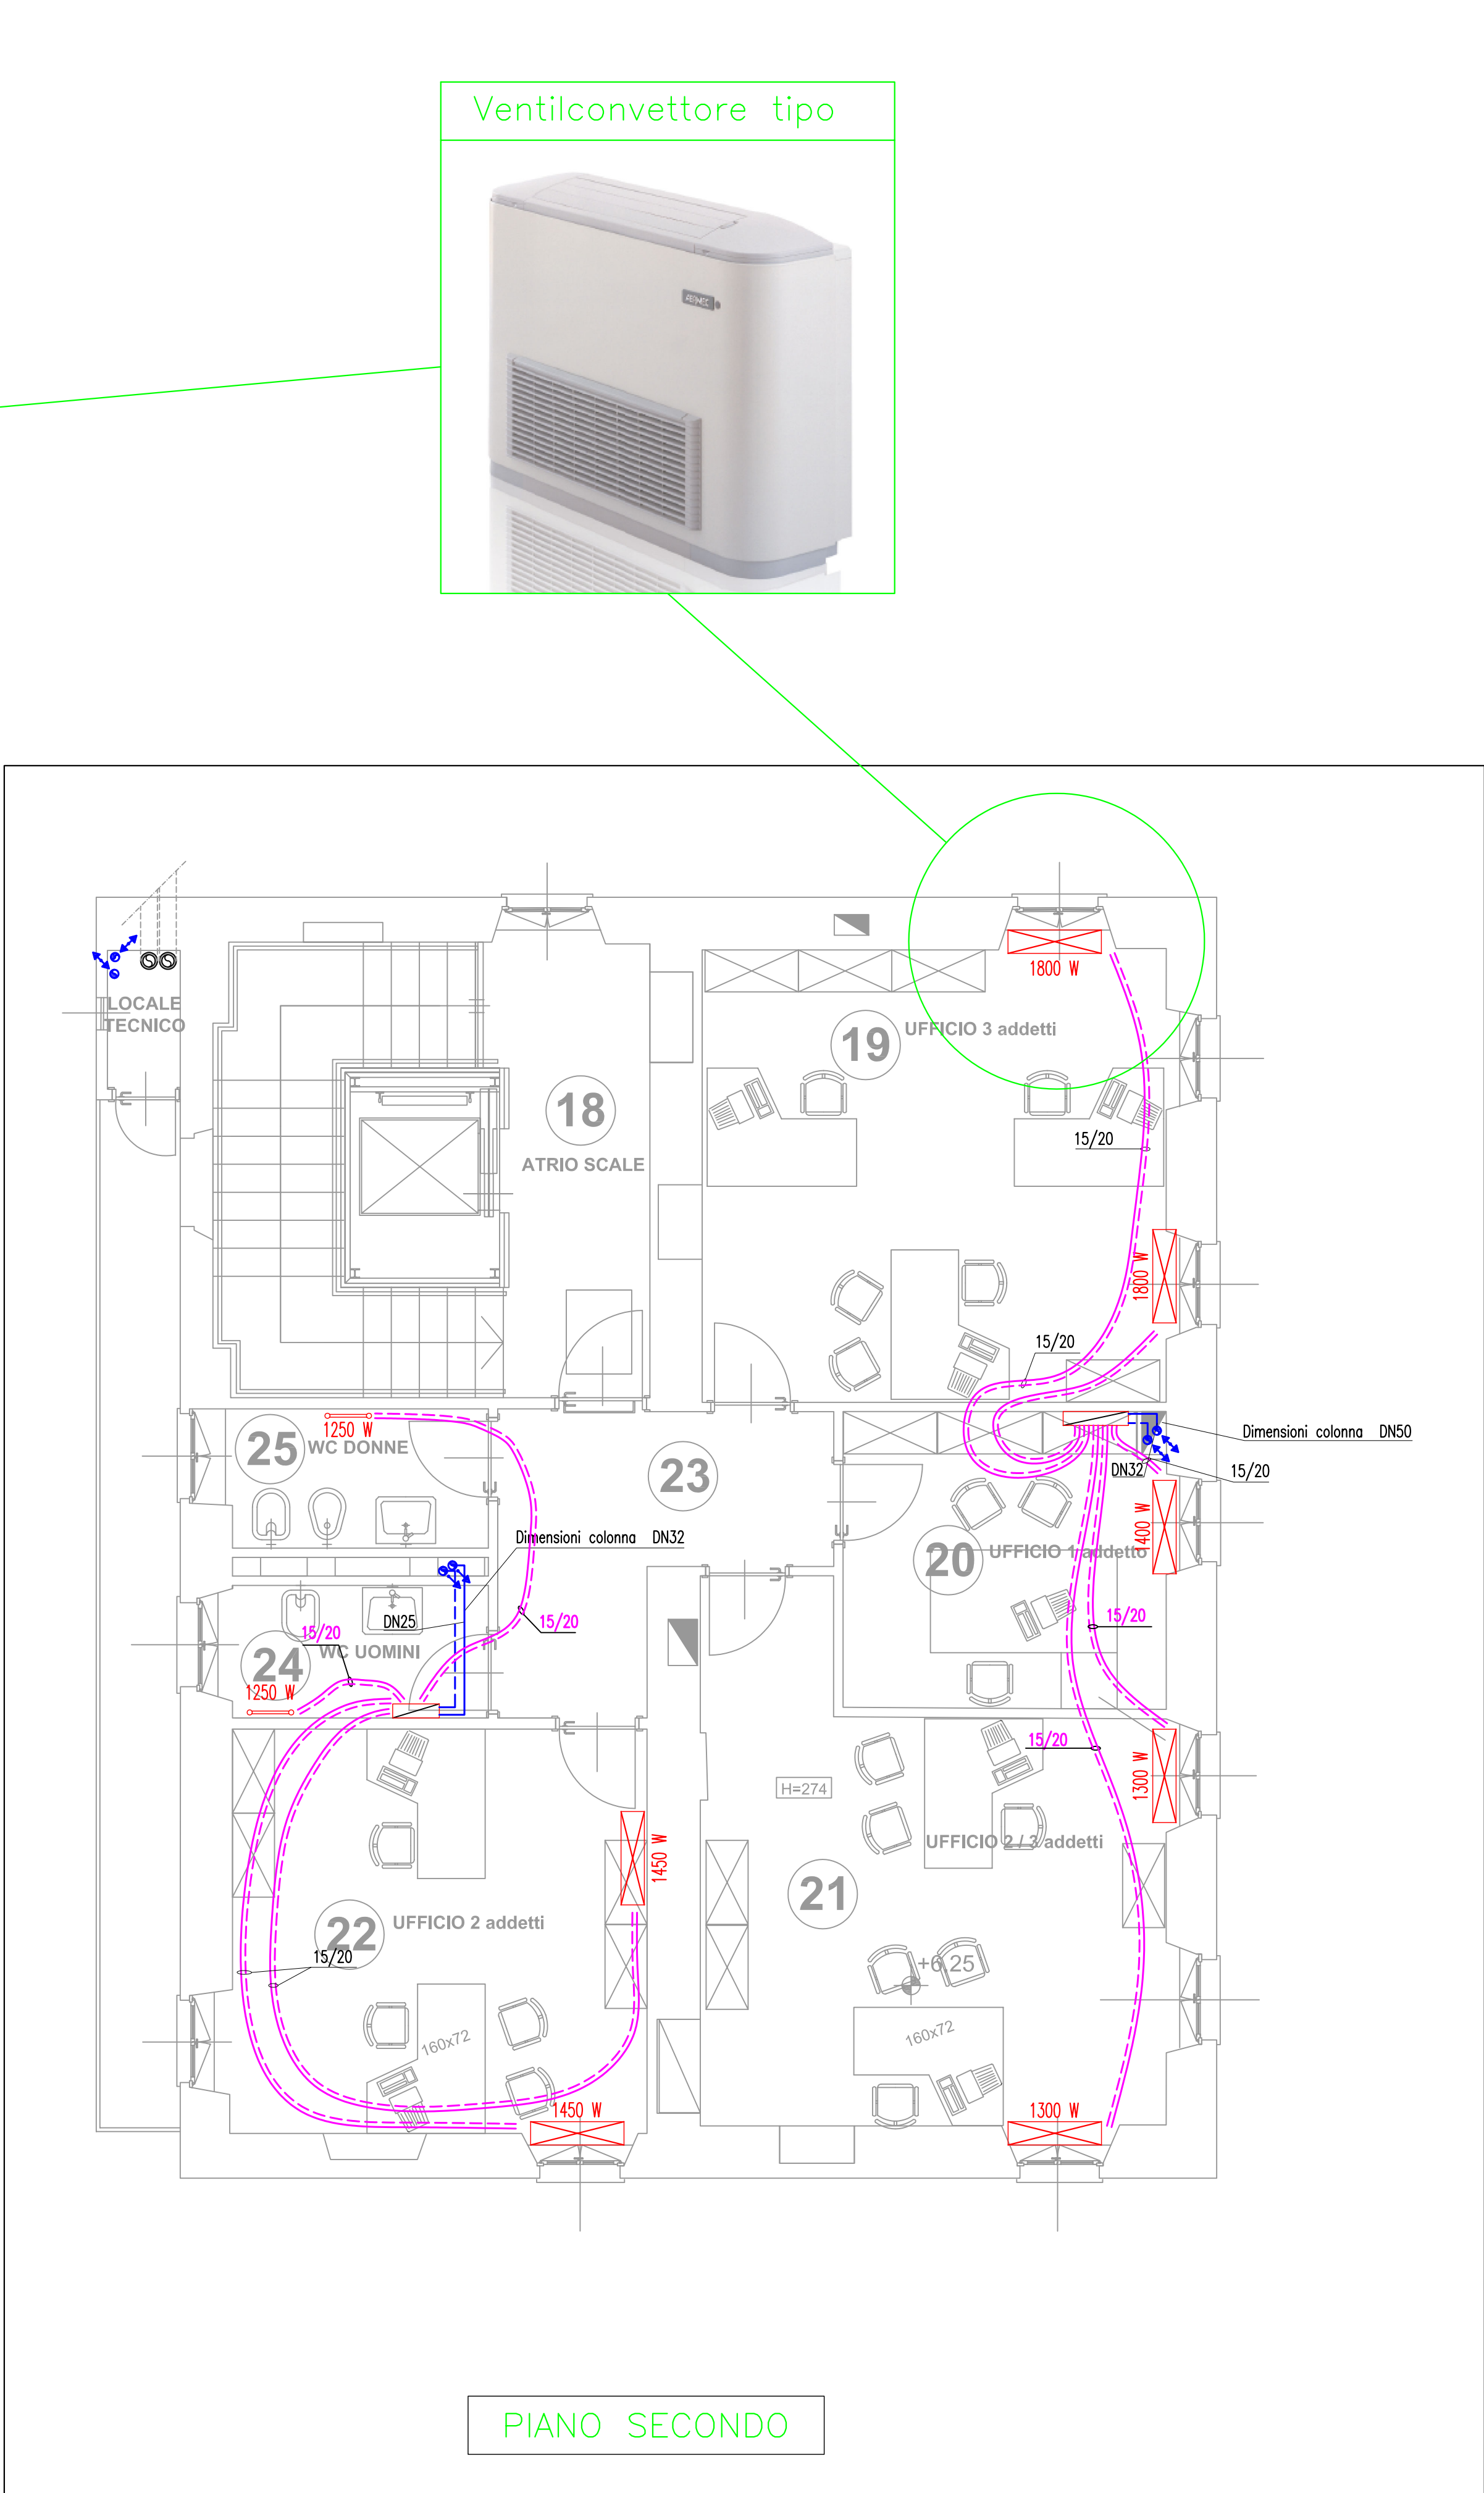 Ventilconvettore tipo
AERMEC
1800 W
LOCALE
TECNICO
19
UFFICIO 3 addetti
18
ATRIO SCALE
15/20
1800 W
15/20
1250 W
25
WC DONNE
23
Dimensioni colonna DN50
DN32
15/20
1400 W
20
UFFICIO 1 addetto
Dimensioni colonna DN32
DN25
15/20
15/20
15/20
24
WC UOMINI
1250 W
15/20
1300 W
H=274
1450 W
UFFICIO 2 / 3 addetti
21
22
UFFICIO 2 addetti
15/20
+6.25
160x72
160x72
1450 W
1300 W
PIANO SECONDO